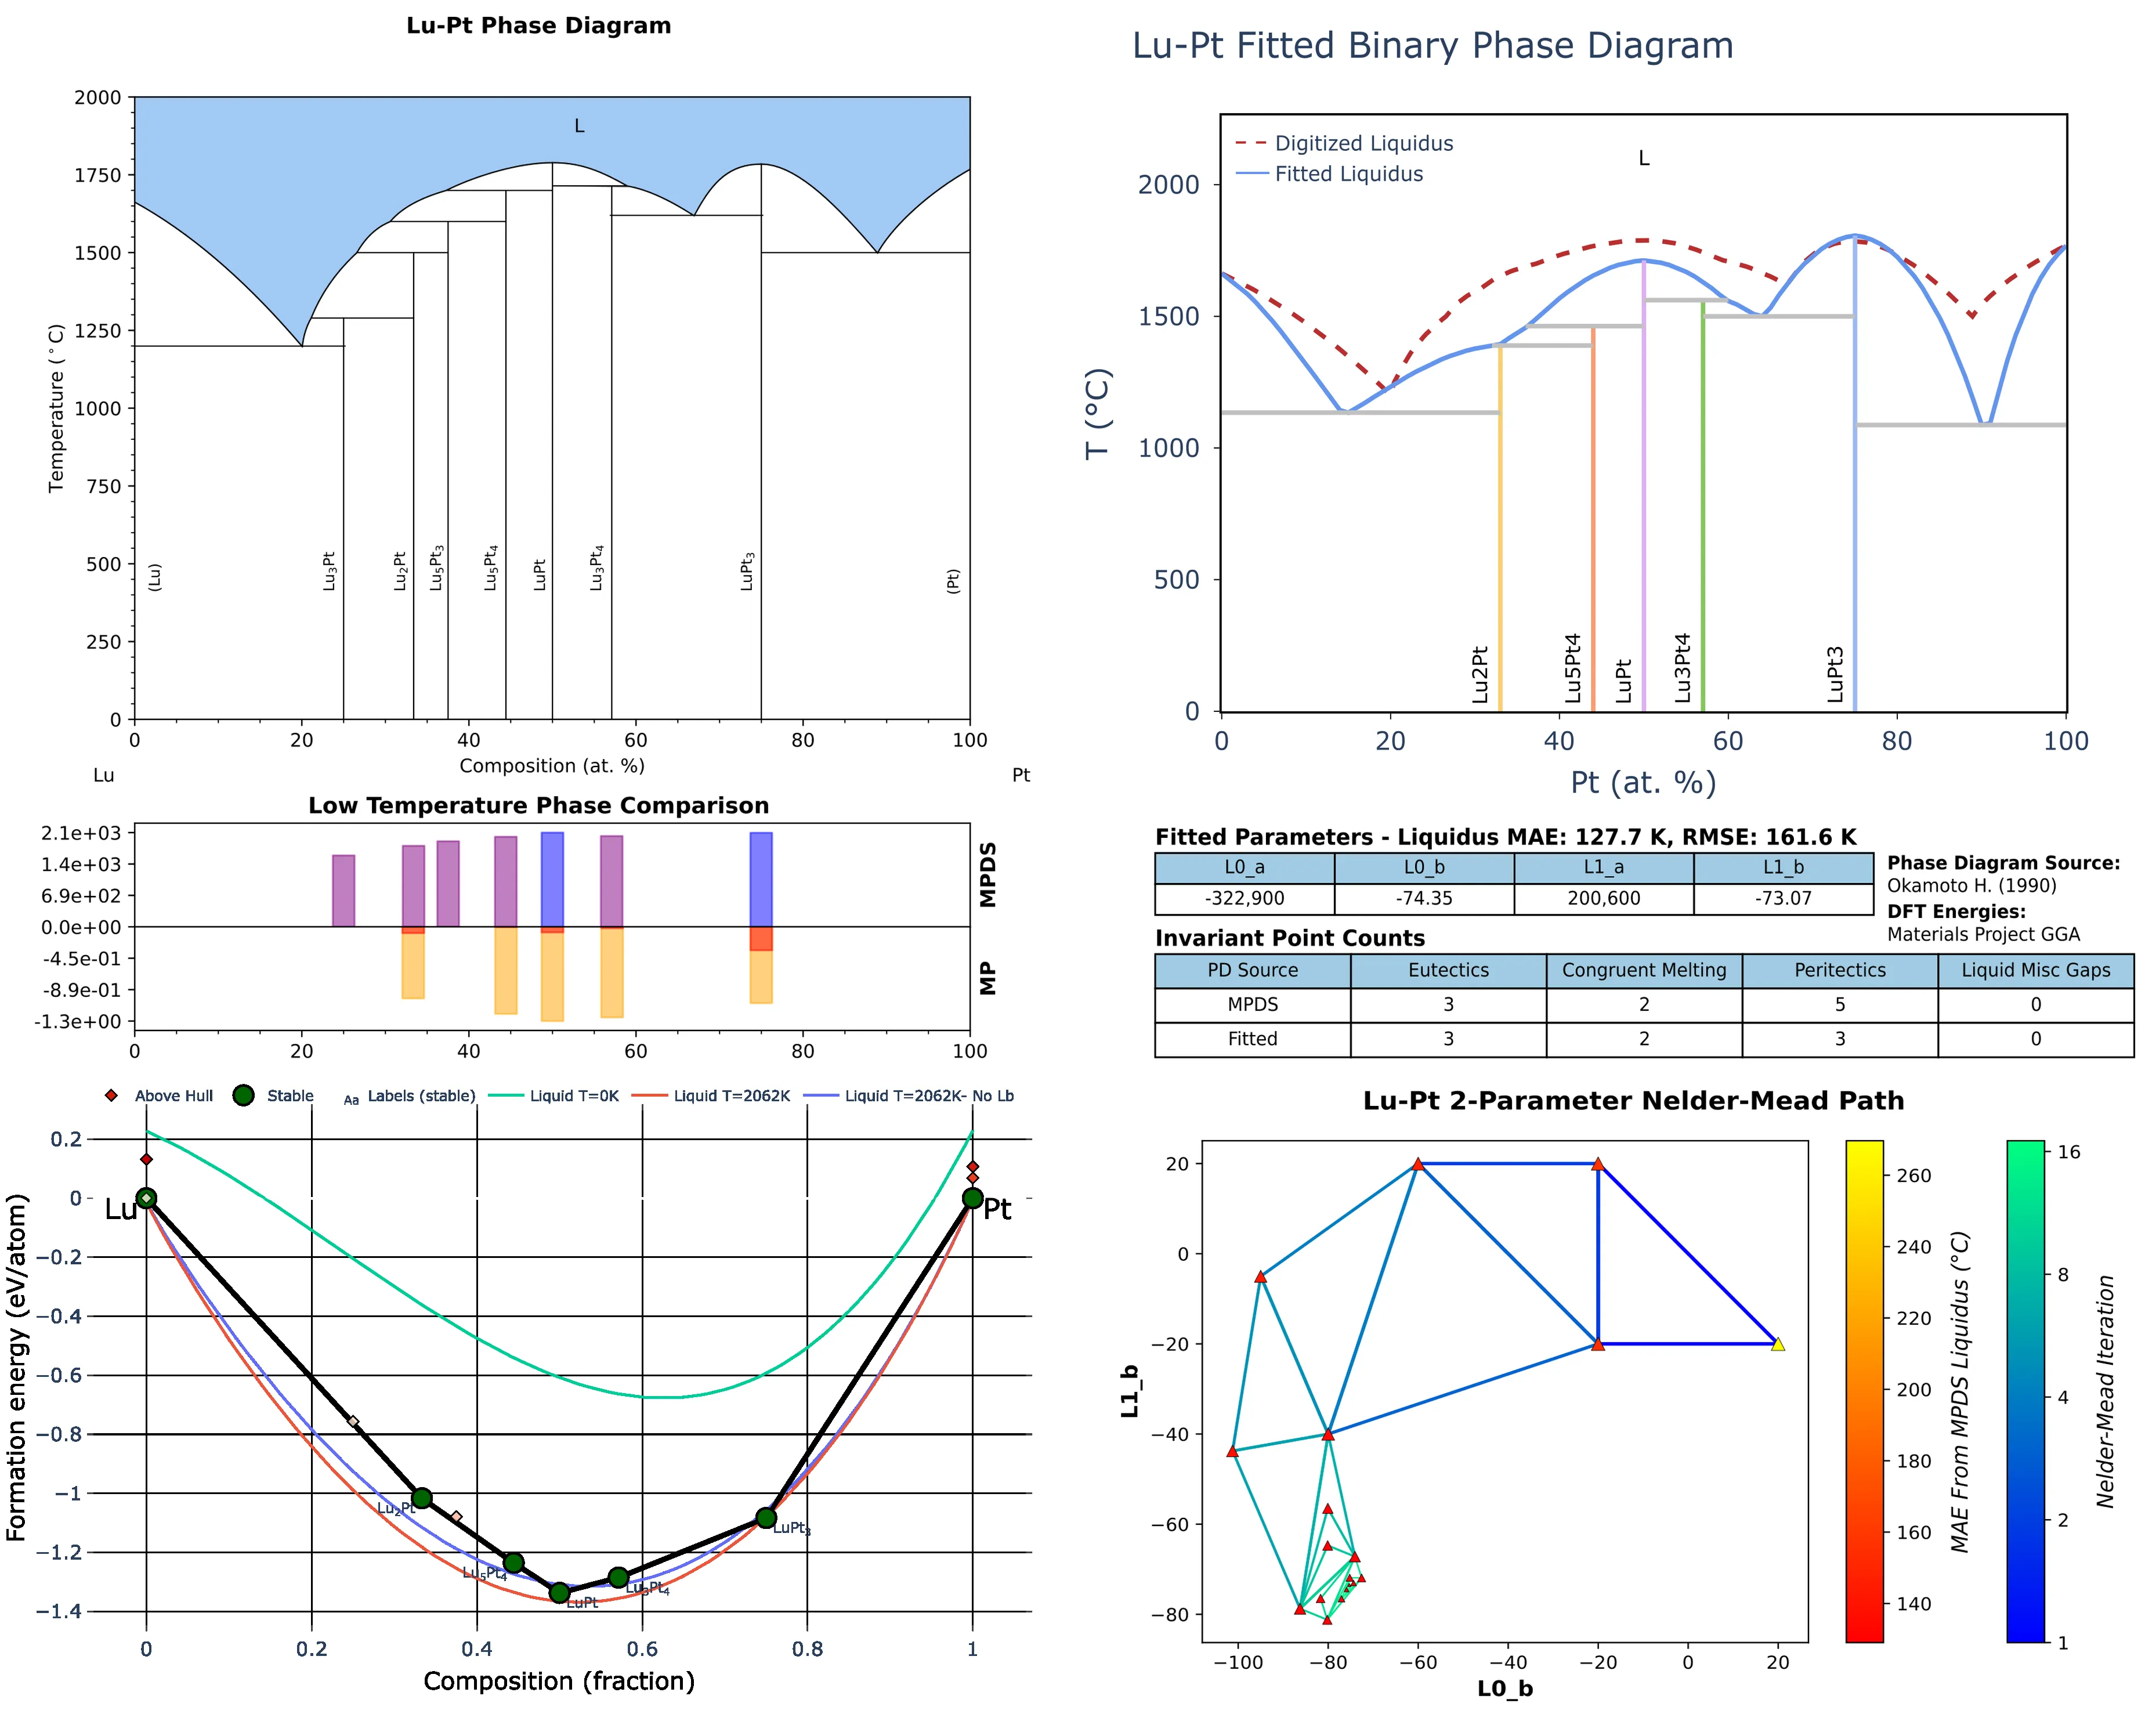 Lu-Pt Phase Diagram
2000
1750
1500
1250
1000
750
500
250
0
Temperature (°C)
L
(Lu)
Lu3Pt
Lu2Pt
Lu5Pt3
Lu5Pt4
LuPt
Lu3Pt4
LuPt3
(Pt)
0 20 40 60 80 100
Composition (at. %)
Lu Pt
Lu-Pt Fitted Binary Phase Diagram
Digitized Liquidus
Fitted Liquidus
L
2000
1500
1000
500
0
T (°C)
Lu2Pt
Lu5Pt4
LuPt
Lu3Pt4
LuPt3
0 20 40 60 80 100
Pt (at. %)
Low Temperature Phase Comparison
2.1e+03
1.4e+03
6.9e+02
0.0e+00
-4.5e-01
-8.9e-01
-1.3e+00
MPDS
MP
0 20 40 60 80 100
Fitted Parameters - Liquidus MAE: 127.7 K, RMSE: 161.6 K
L0_a L0_b L1_a L1_b
-322,900 -74.35 200,600 -73.07
Phase Diagram Source:
Okamoto H. (1990)
DFT Energies:
Materials Project GGA
Invariant Point Counts
PD Source Eutectics Congruent Melting Peritectics Liquid Misc Gaps
MPDS 3 2 5 0
Fitted 3 2 3 0
Above Hull Stable Aa Labels (stable) Liquid T=0K Liquid T=2062K Liquid T=2062K- No Lb
0.2
0
−0.2
−0.4
−0.6
−0.8
−1
−1.2
−1.4
Formation energy (eV/atom)
Lu
Pt
Lu2Pt
Lu5Pt4
LuPt
Lu3Pt4
LuPt3
0 0.2 0.4 0.6 0.8 1
Composition (fraction)
Lu-Pt 2-Parameter Nelder-Mead Path
20
0
−20
−40
−60
−80
L1_b
−100 −80 −60 −40 −20 0 20
L0_b
260
240
220
200
180
160
140
MAE From MPDS Liquidus (°C)
16
8
4
2
1
Nelder-Mead Iteration